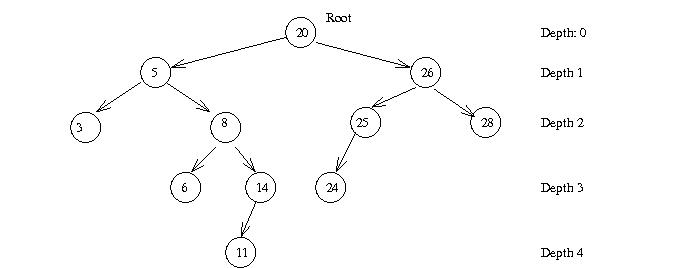 Root
20 Depth: 0
5 26 Depth 1
3 8 25 28 Depth 2
6 14 24 Depth 3
11 Depth 4